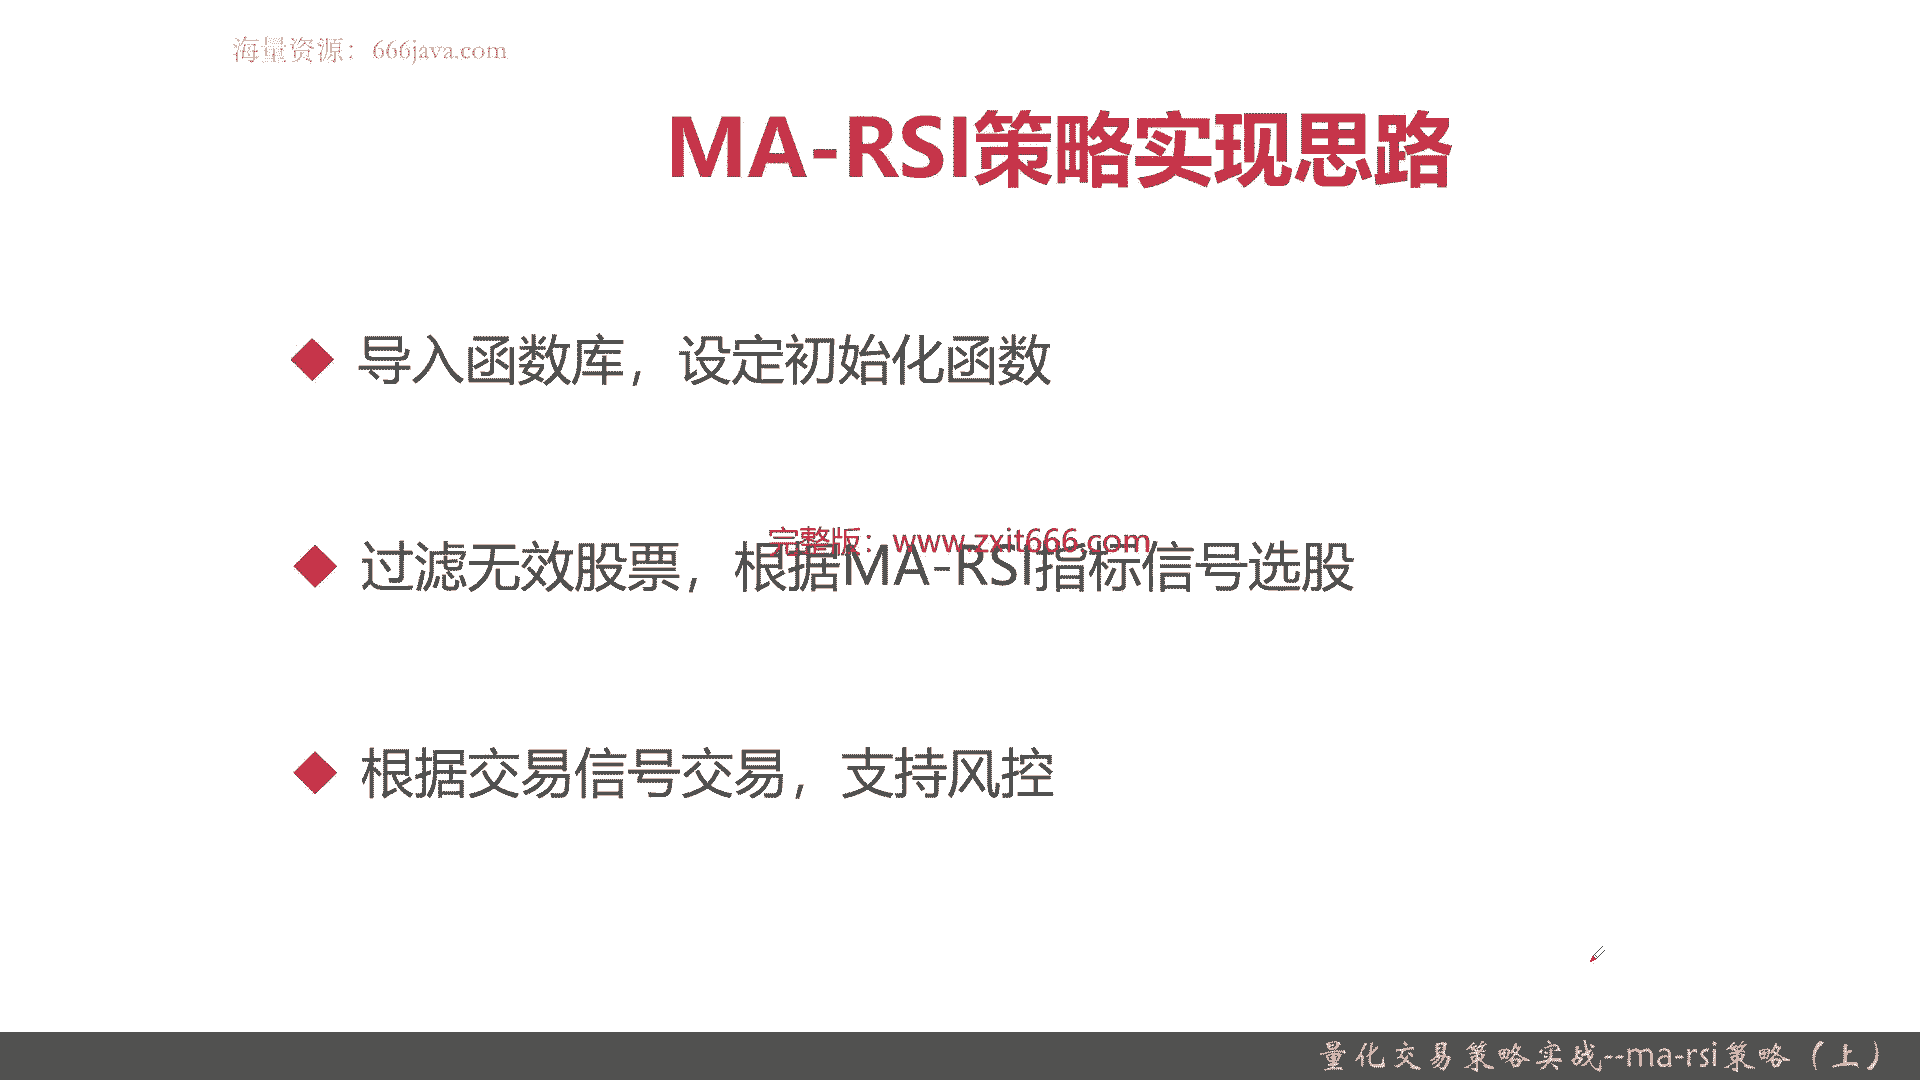 海量资源：666java.com
MA-RSI策略实现思路
导入函数库，设定初始化函数
完整版：www.zxit666.com
过滤无效股票，根据MA-RSI指标信号选股
根据交易信号交易，支持风控
量化交易策略实战--ma-rsi策略（上）